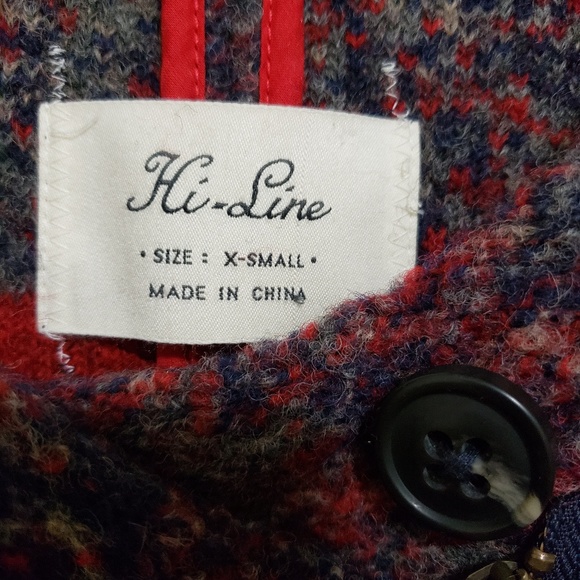 Hi-Line
• SIZE : X-SMALL •
MADE IN CHINA